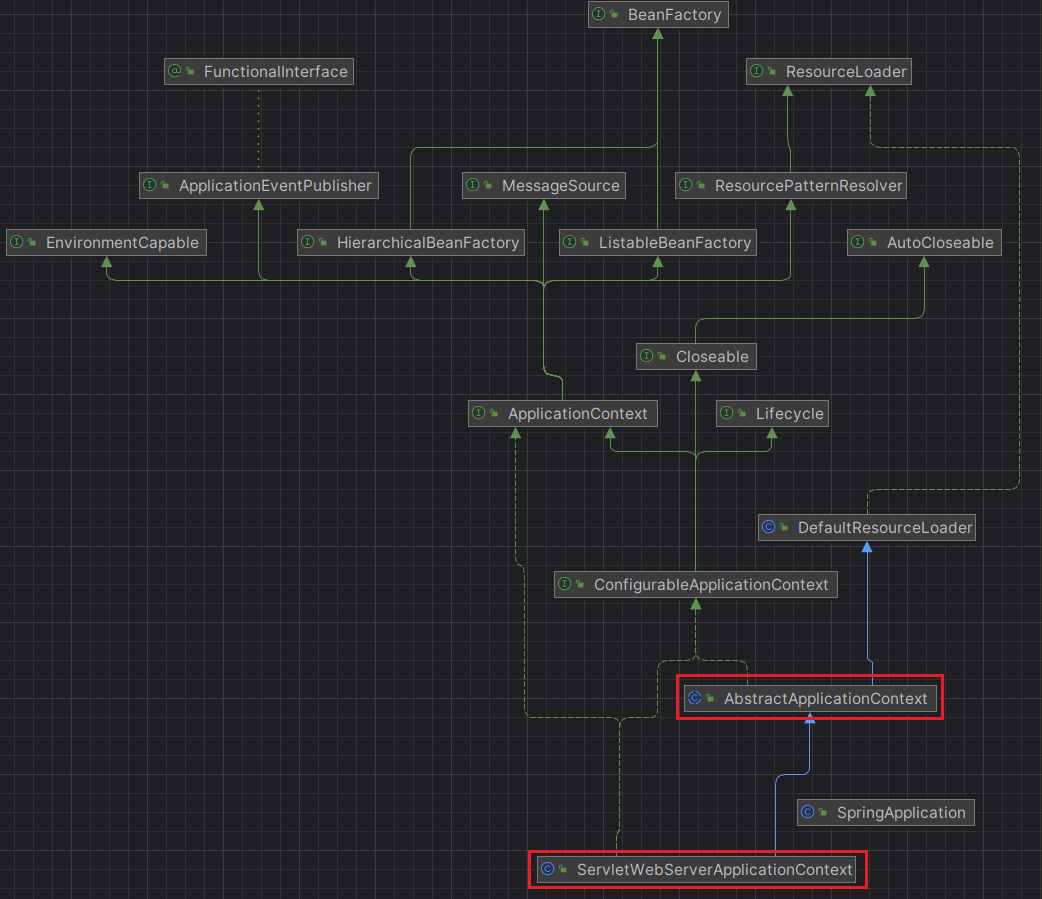 BeanFactory
FunctionalInterface
ResourceLoader
ApplicationEventPublisher
MessageSource
ResourcePatternResolver
EnvironmentCapable
HierarchicalBeanFactory
ListableBeanFactory
AutoCloseable
Closeable
ApplicationContext
Lifecycle
DefaultResourceLoader
ConfigurableApplicationContext
AbstractApplicationContext
SpringApplication
ServletWebServerApplicationContext